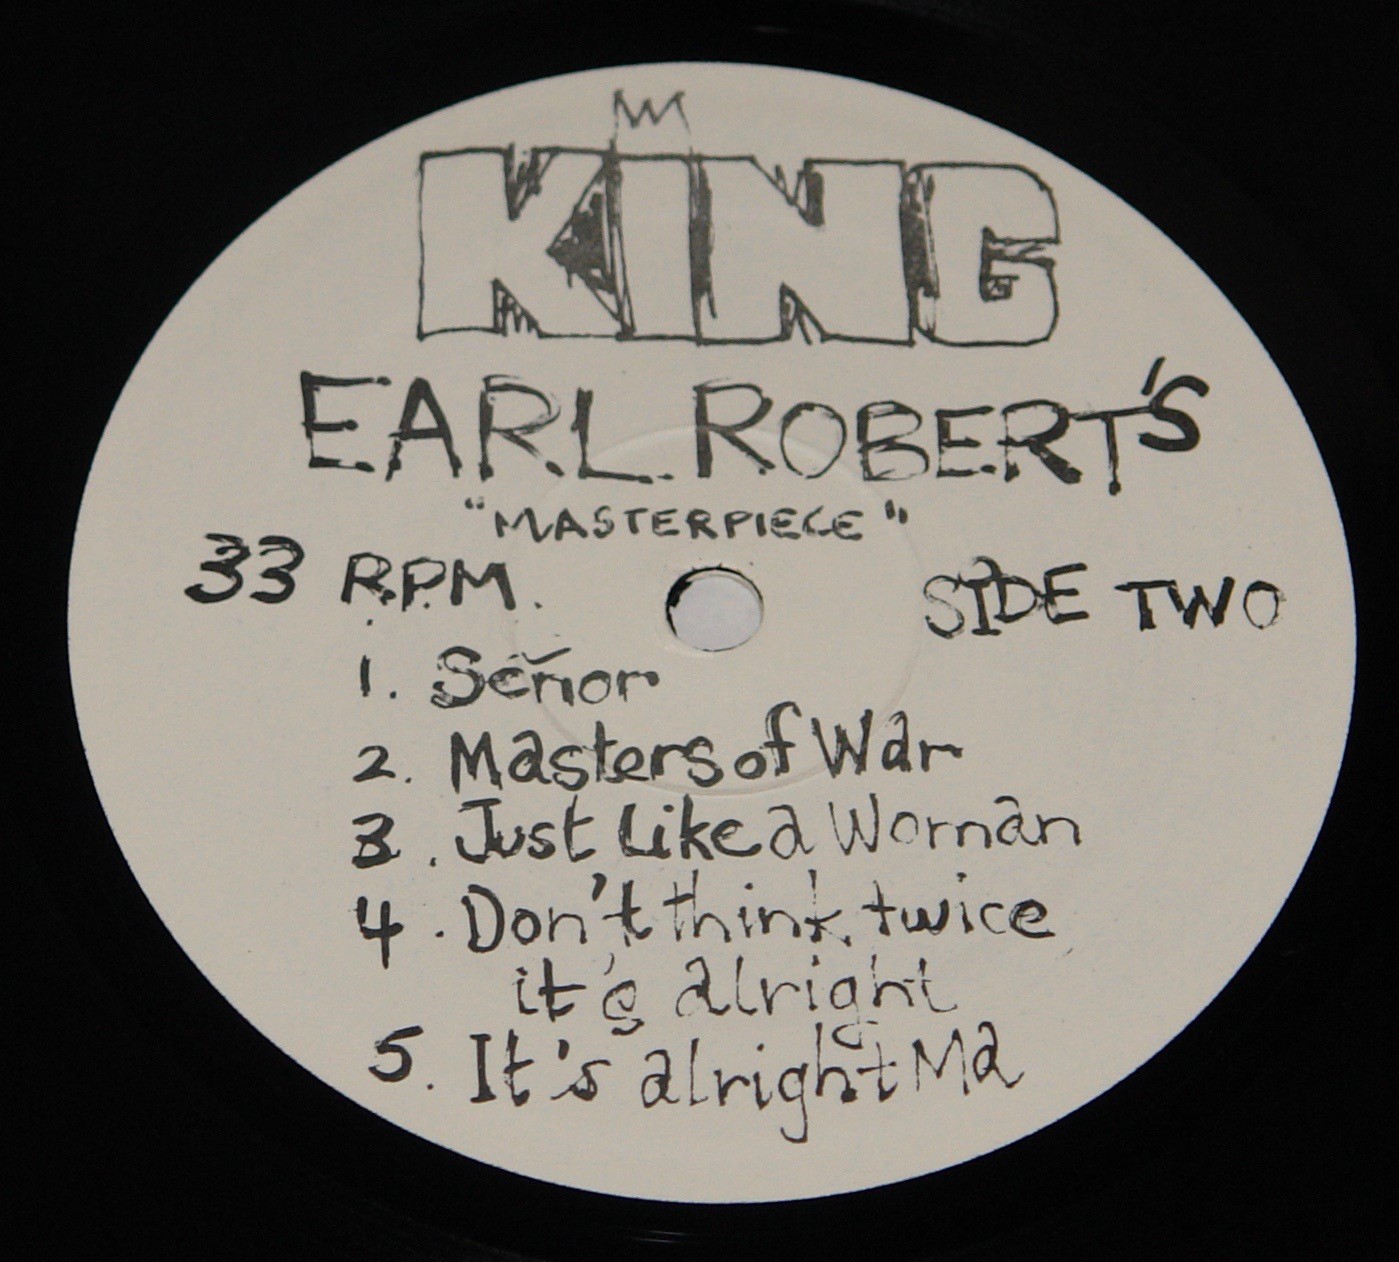 KING
EARL ROBERT'S
"MASTERPIECE"
33 R.P.M. SIDE TWO
1. Señor
2. Masters of War
3. Just Like a Woman
4. Don't think twice
it's alright
5. It's alright Ma